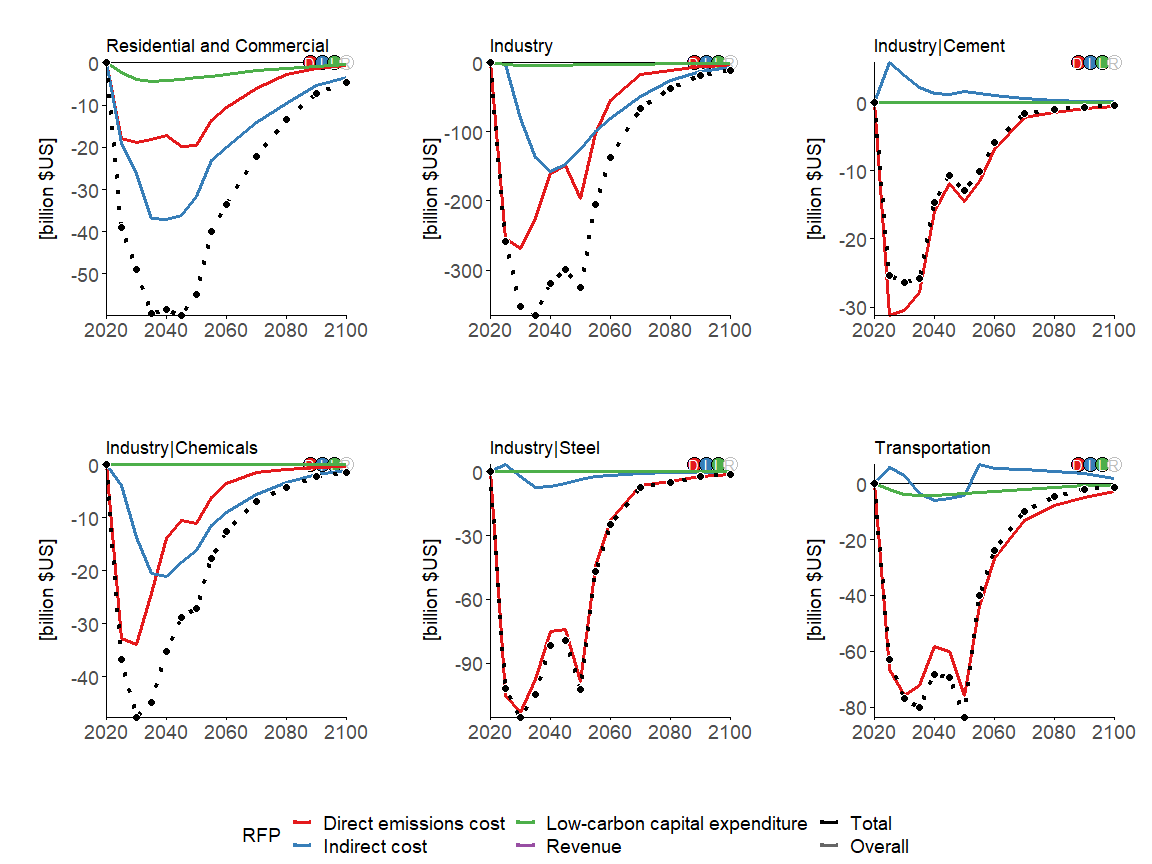 Residential and Commercial
Industry
Industry|Cement
D I L R
D I L R
D I L R
[billion $US]
0
-10
-20
-30
-40
-50
2020 2040 2060 2080 2100
[billion $US]
0
-100
-200
-300
2020 2040 2060 2080 2100
[billion $US]
0
-10
-20
-30
2020 2040 2060 2080 2100
Industry|Chemicals
Industry|Steel
Transportation
D I L R
D I L R
D I L R
[billion $US]
0
-10
-20
-30
-40
2020 2040 2060 2080 2100
[billion $US]
0
-30
-60
-90
2020 2040 2060 2080 2100
[billion $US]
0
-20
-40
-60
-80
2020 2040 2060 2080 2100
RFP
Direct emissions cost
Low-carbon capital expenditure
Total
Indirect cost
Revenue
Overall